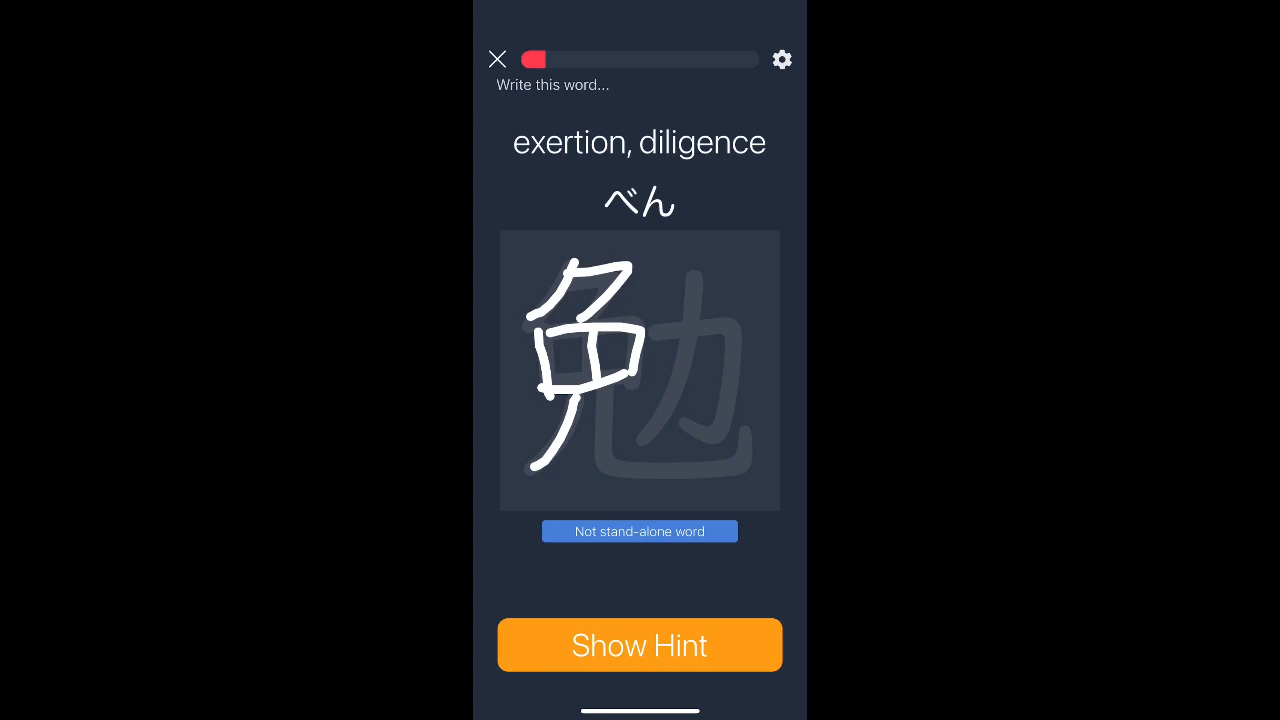 Write this word...
exertion, diligence
べん
勉
Not stand-alone word
Show Hint